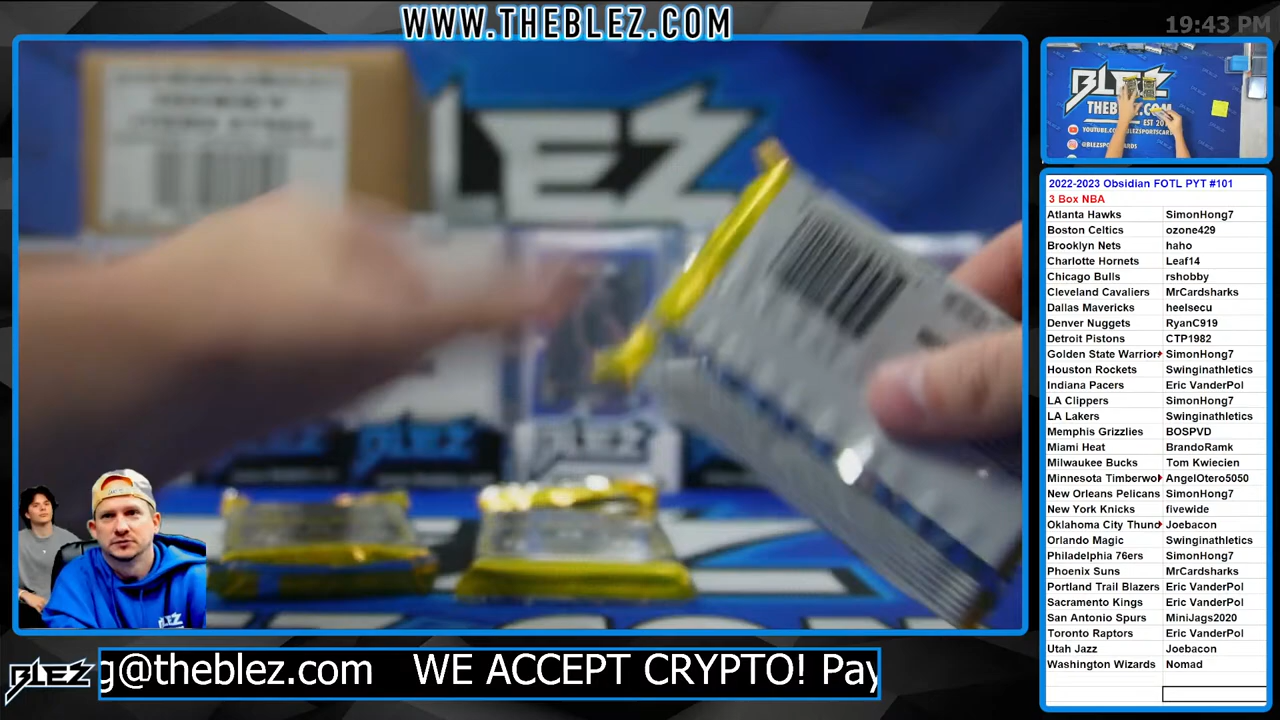 WWW.THEBLEZ.COM
19:43 PM
BLEZ
THEBLEZ.COM
EST 20
EZ
2022-2023 Obsidian FOTL PYT #101
3 Box NBA
Atlanta Hawks SimonHong7
Boston Celtics ozone429
Brooklyn Nets haho
Charlotte Hornets Leaf14
Chicago Bulls rshobby
Cleveland Cavaliers MrCardsharks
Dallas Mavericks heelsecu
Denver Nuggets RyanC919
Detroit Pistons CTP1982
Golden State Warrior SimonHong7
Houston Rockets Swinginathletics
Indiana Pacers Eric VanderPol
LA Clippers SimonHong7
LA Lakers Swinginathletics
Memphis Grizzlies BOSPVD
Miami Heat BrandoRamk
Milwaukee Bucks Tom Kwiecien
Minnesota Timberwo AngelOtero5050
New Orleans Pelicans SimonHong7
New York Knicks fivewide
Oklahoma City Thund Joebacon
Orlando Magic Swinginathletics
Philadelphia 76ers SimonHong7
Phoenix Suns MrCardsharks
Portland Trail Blazers Eric VanderPol
Sacramento Kings Eric VanderPol
San Antonio Spurs MiniJags2020
Toronto Raptors Eric VanderPol
Utah Jazz Joebacon
Washington Wizards Nomad
BLEZ
g@theblez.com WE ACCEPT CRYPTO! Pay